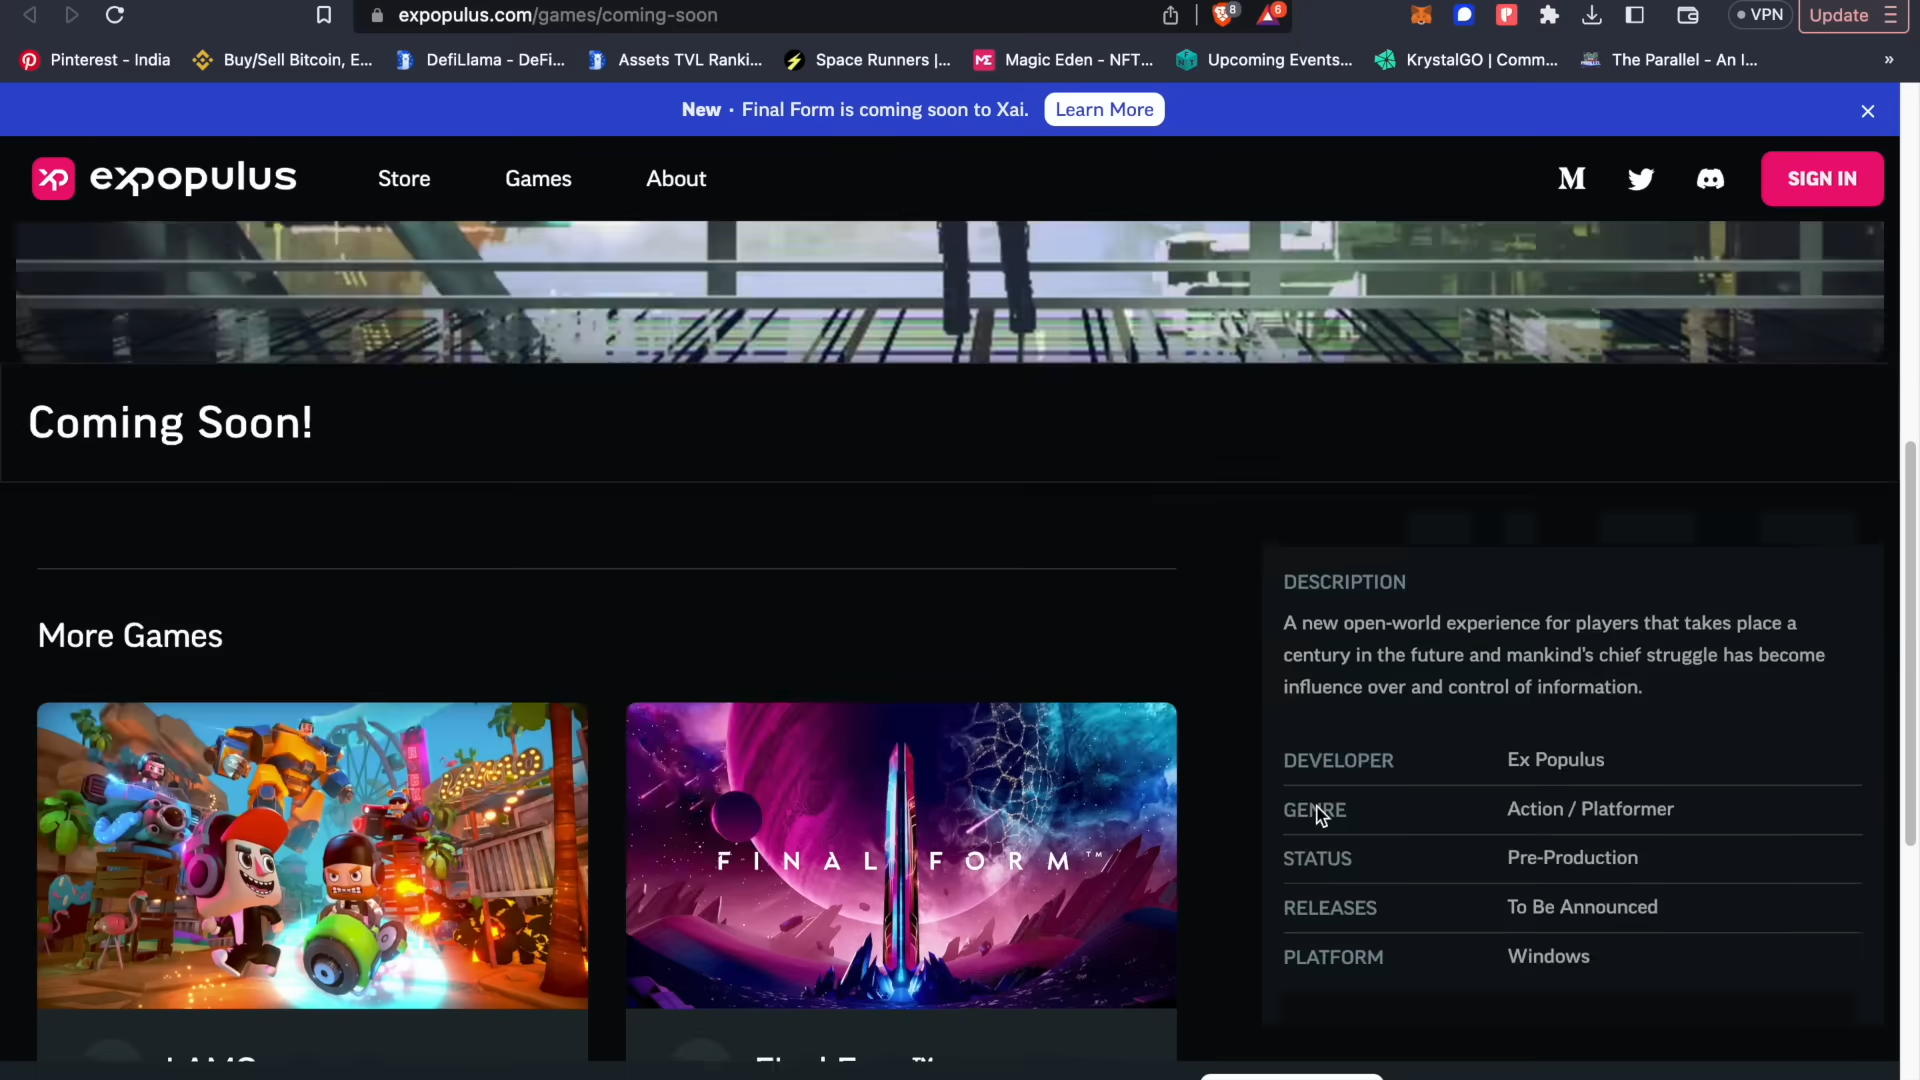 expopulus.com/games/coming-soon
8
6
VPN
Update
Pinterest - India
Buy/Sell Bitcoin, E...
DefiLlama - DeFi...
Assets TVL Ranki...
Space Runners |...
ME
Magic Eden - NFT...
Upcoming Events...
KrystalGO | Comm...
The Parallel - An I...
»
New · Final Form is coming soon to Xai. Learn More
xp expopulus
Store
Games
About
SIGN IN
Coming Soon!
DESCRIPTION
A new open-world experience for players that takes place a
century in the future and mankind's chief struggle has become
influence over and control of information.
More Games
DEVELOPER Ex Populus
GENRE Action / Platformer
STATUS Pre-Production
RELEASES To Be Announced
PLATFORM Windows
FINAL FORM™